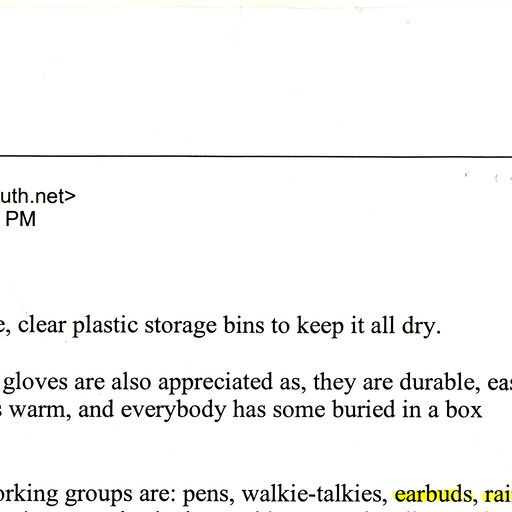 uth.net>
PM
e, clear plastic storage bins to keep it all dry.
gloves are also appreciated as, they are durable, eas
s warm, and everybody has some buried in a box
orking groups are: pens, walkie-talkies, earbuds, rai